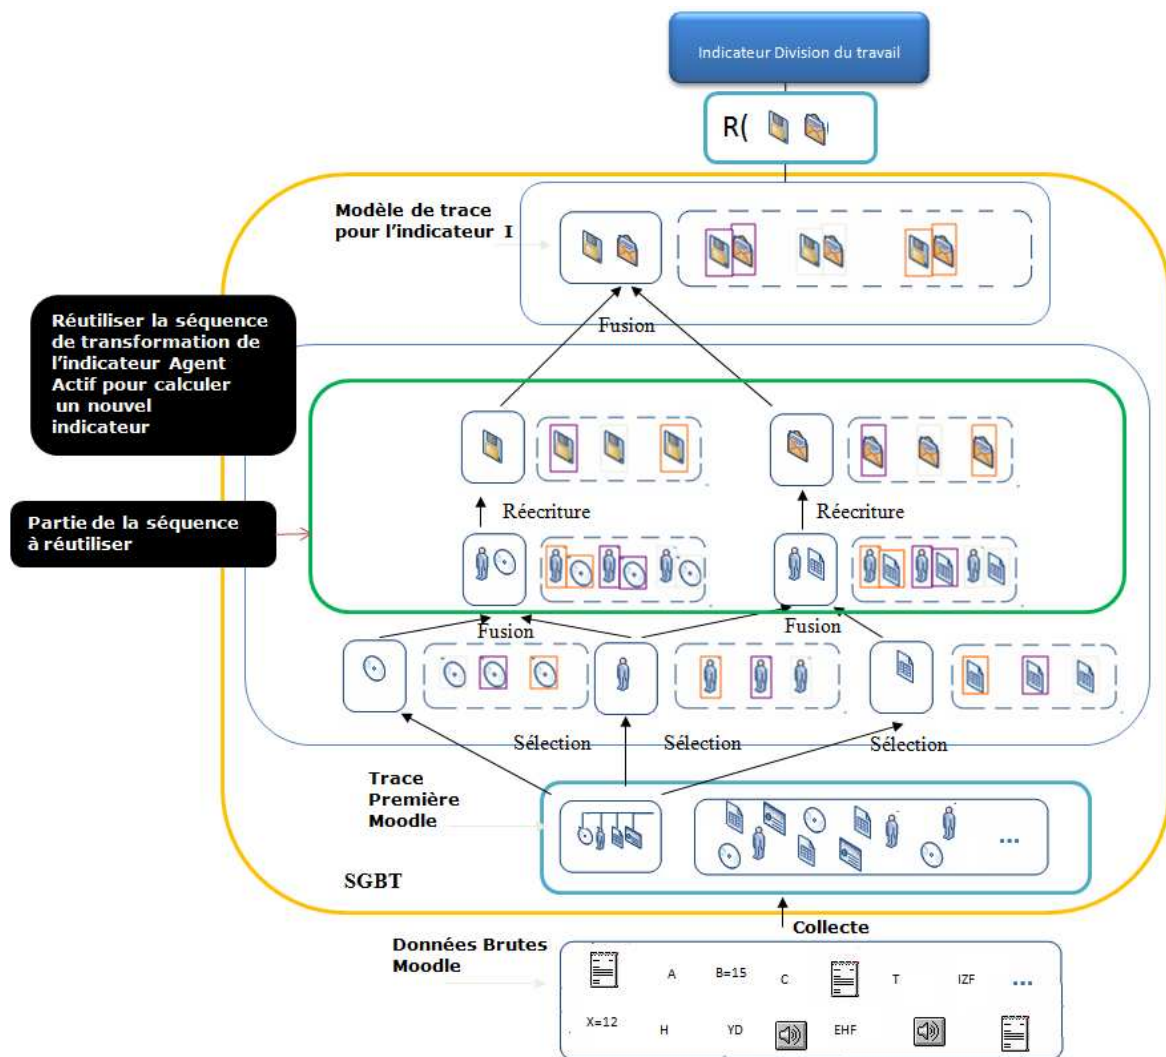 Indicateur Division du travail
R(
Modèle de trace
pour l'indicateur I
Fusion
Réutiliser la séquence
de transformation de
l'indicateur Agent
Actif pour calculer
un nouvel
indicateur
Partie de la séquence
à réutiliser
Réecriture
Réecriture
Fusion
Fusion
Sélection
Sélection
Sélection
Trace
Première
Moodle
...
SGBT
Collecte
Données Brutes
Moodle
A
B=15
C
T
IZF
...
X=12
H
YD
EHF